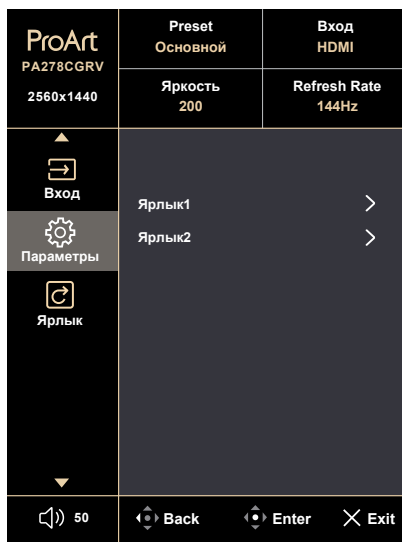 ProArt
PA278CGRV
2560x1440
Preset
Основной
Вход
HDMI
Яркость
200
Refresh Rate
144Hz
Вход
Параметры
Ярлык
Ярлык1
Ярлык2
50
Back
Enter
Exit